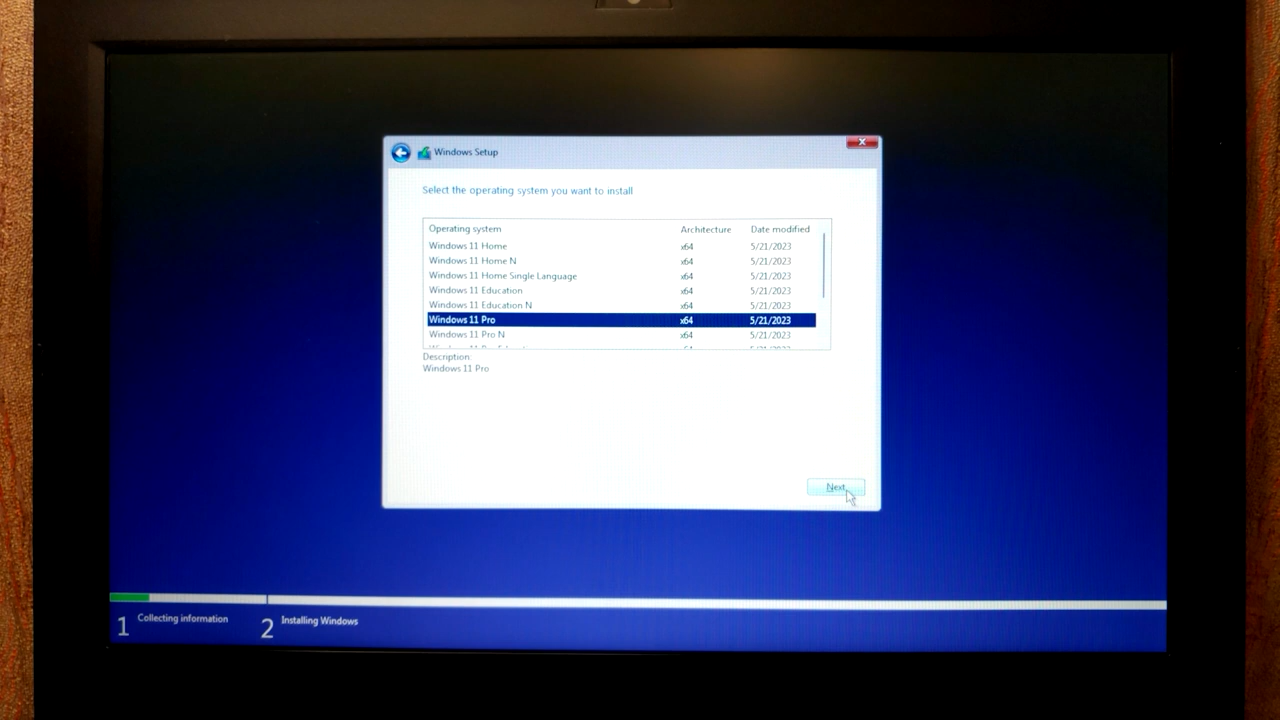 Windows Setup
Select the operating system you want to install
Operating system Architecture Date modified
Windows 11 Home x64 5/21/2023
Windows 11 Home N x64 5/21/2023
Windows 11 Home Single Language x64 5/21/2023
Windows 11 Education x64 5/21/2023
Windows 11 Education N x64 5/21/2023
Windows 11 Pro x64 5/21/2023
Windows 11 Pro N x64 5/21/2023
Description:
Windows 11 Pro
Next
1 Collecting information 2 Installing Windows